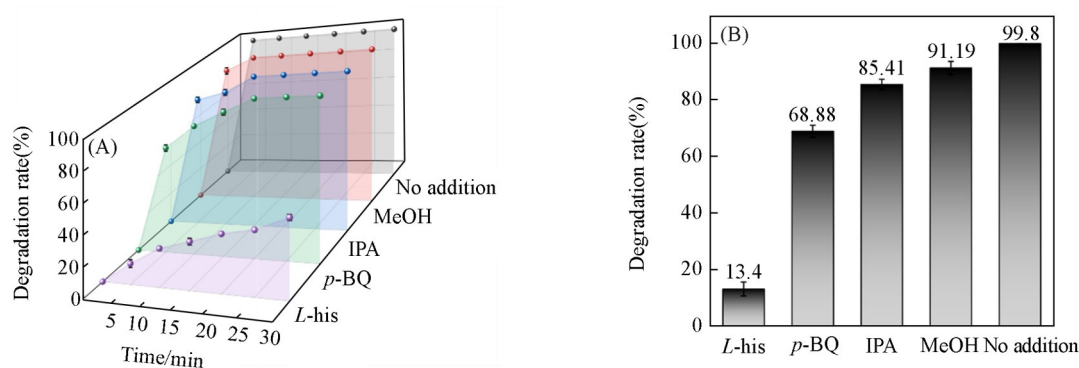 (A)
Degradation rate(%)
100
80
60
40
20
0
5
10
15
20
25
30
Time/min
No addition
MeOH
IPA
p-BQ
L-his
(B)
Degradation rate(%)
100
80
60
40
20
0
13.4
68.88
85.41
91.19
99.8
L-his
p-BQ
IPA
MeOH
No addition